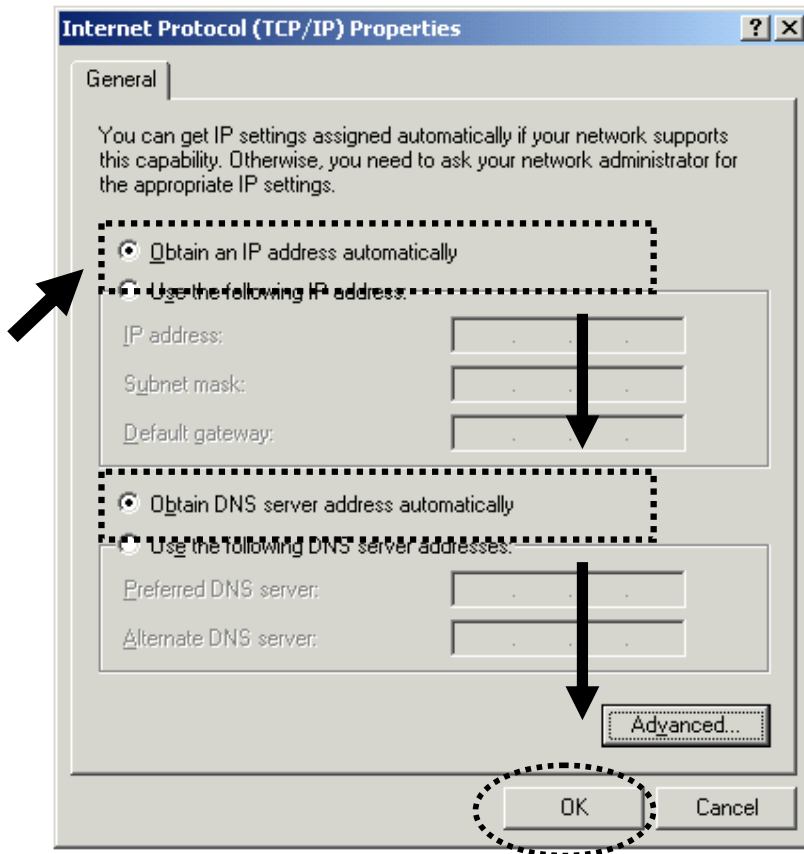 Internet Protocol (TCP/IP) Properties
General
You can get IP settings assigned automatically if your network supports
this capability. Otherwise, you need to ask your network administrator for
the appropriate IP settings.
Obtain an IP address automatically
Use the following IP address:
IP address:
Subnet mask:
Default gateway:
Obtain DNS server address automatically
Use the following DNS server addresses:
Preferred DNS server:
Alternate DNS server:
Advanced...
OK Cancel